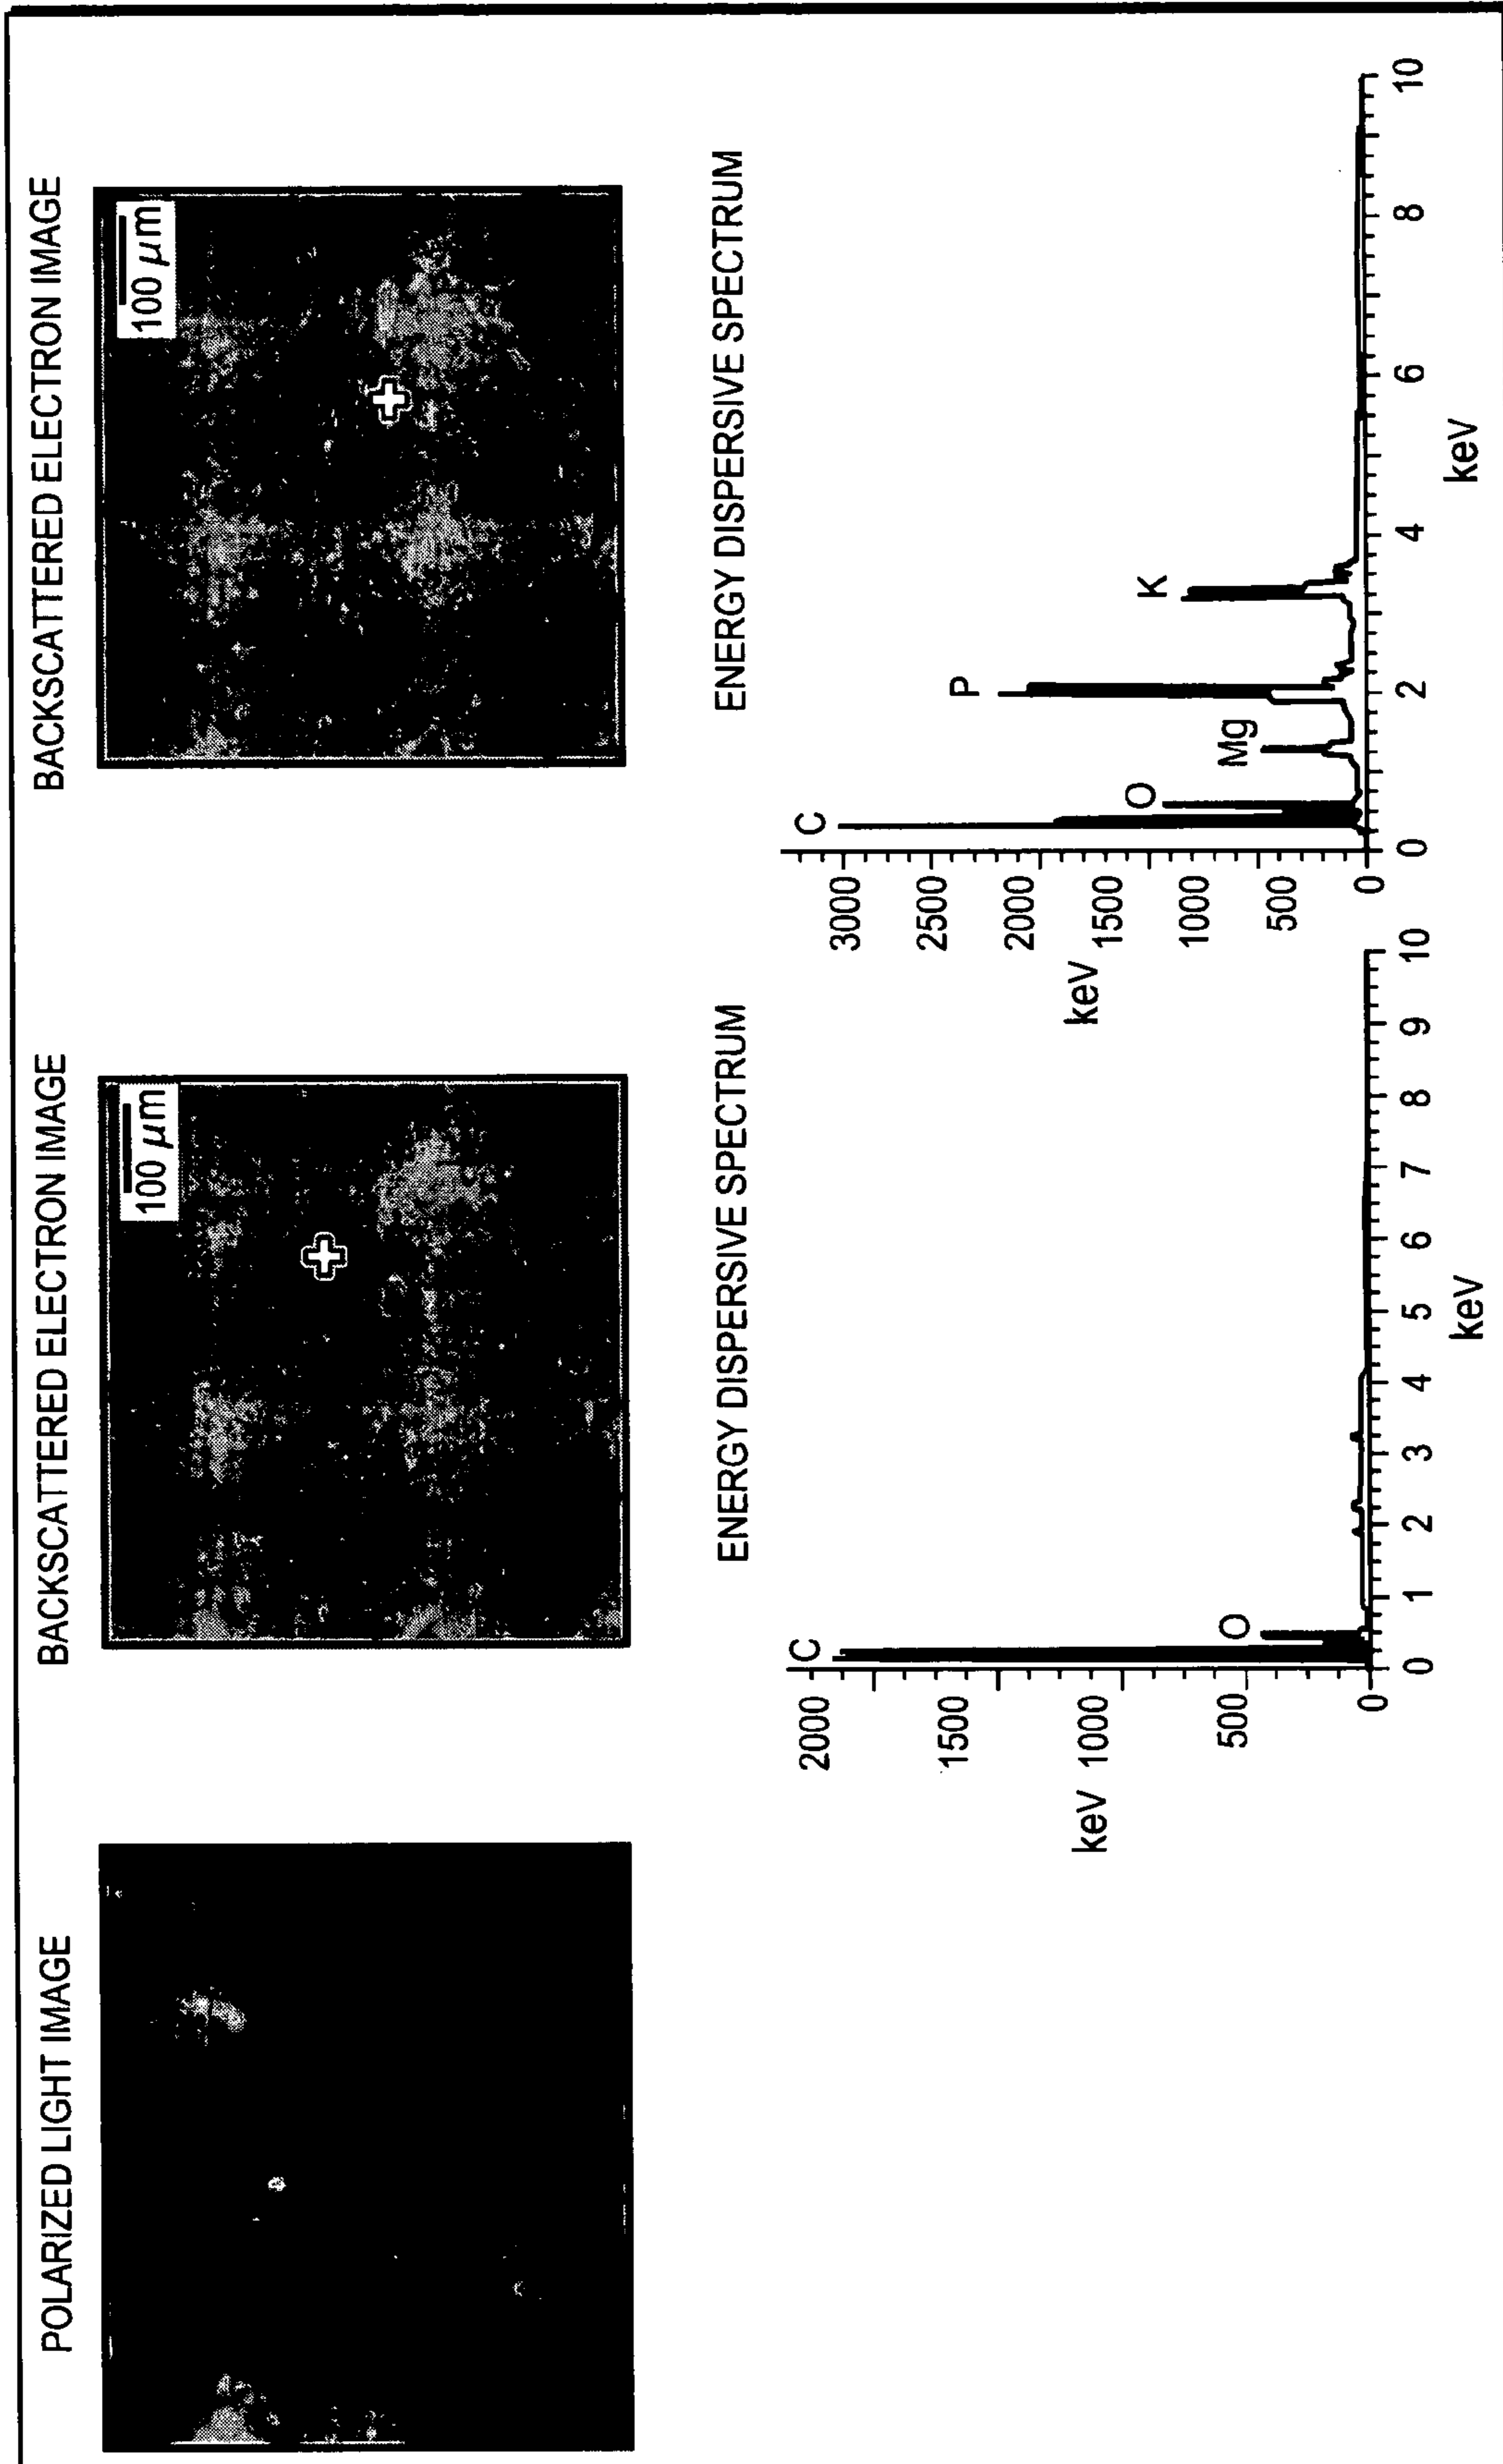 POLARIZED LIGHT IMAGE
BACKSCATTERED ELECTRON IMAGE
100 μm
BACKSCATTERED ELECTRON IMAGE
100 μm
ENERGY DISPERSIVE SPECTRUM
C
O
2000
1500
keV 1000
500
0
0 1 2 3 4 5 6 7 8 9 10
keV
ENERGY DISPERSIVE SPECTRUM
C
O
Mg
P
K
3000
2500
2000
keV 1500
1000
500
0
0 2 4 6 8 10
keV